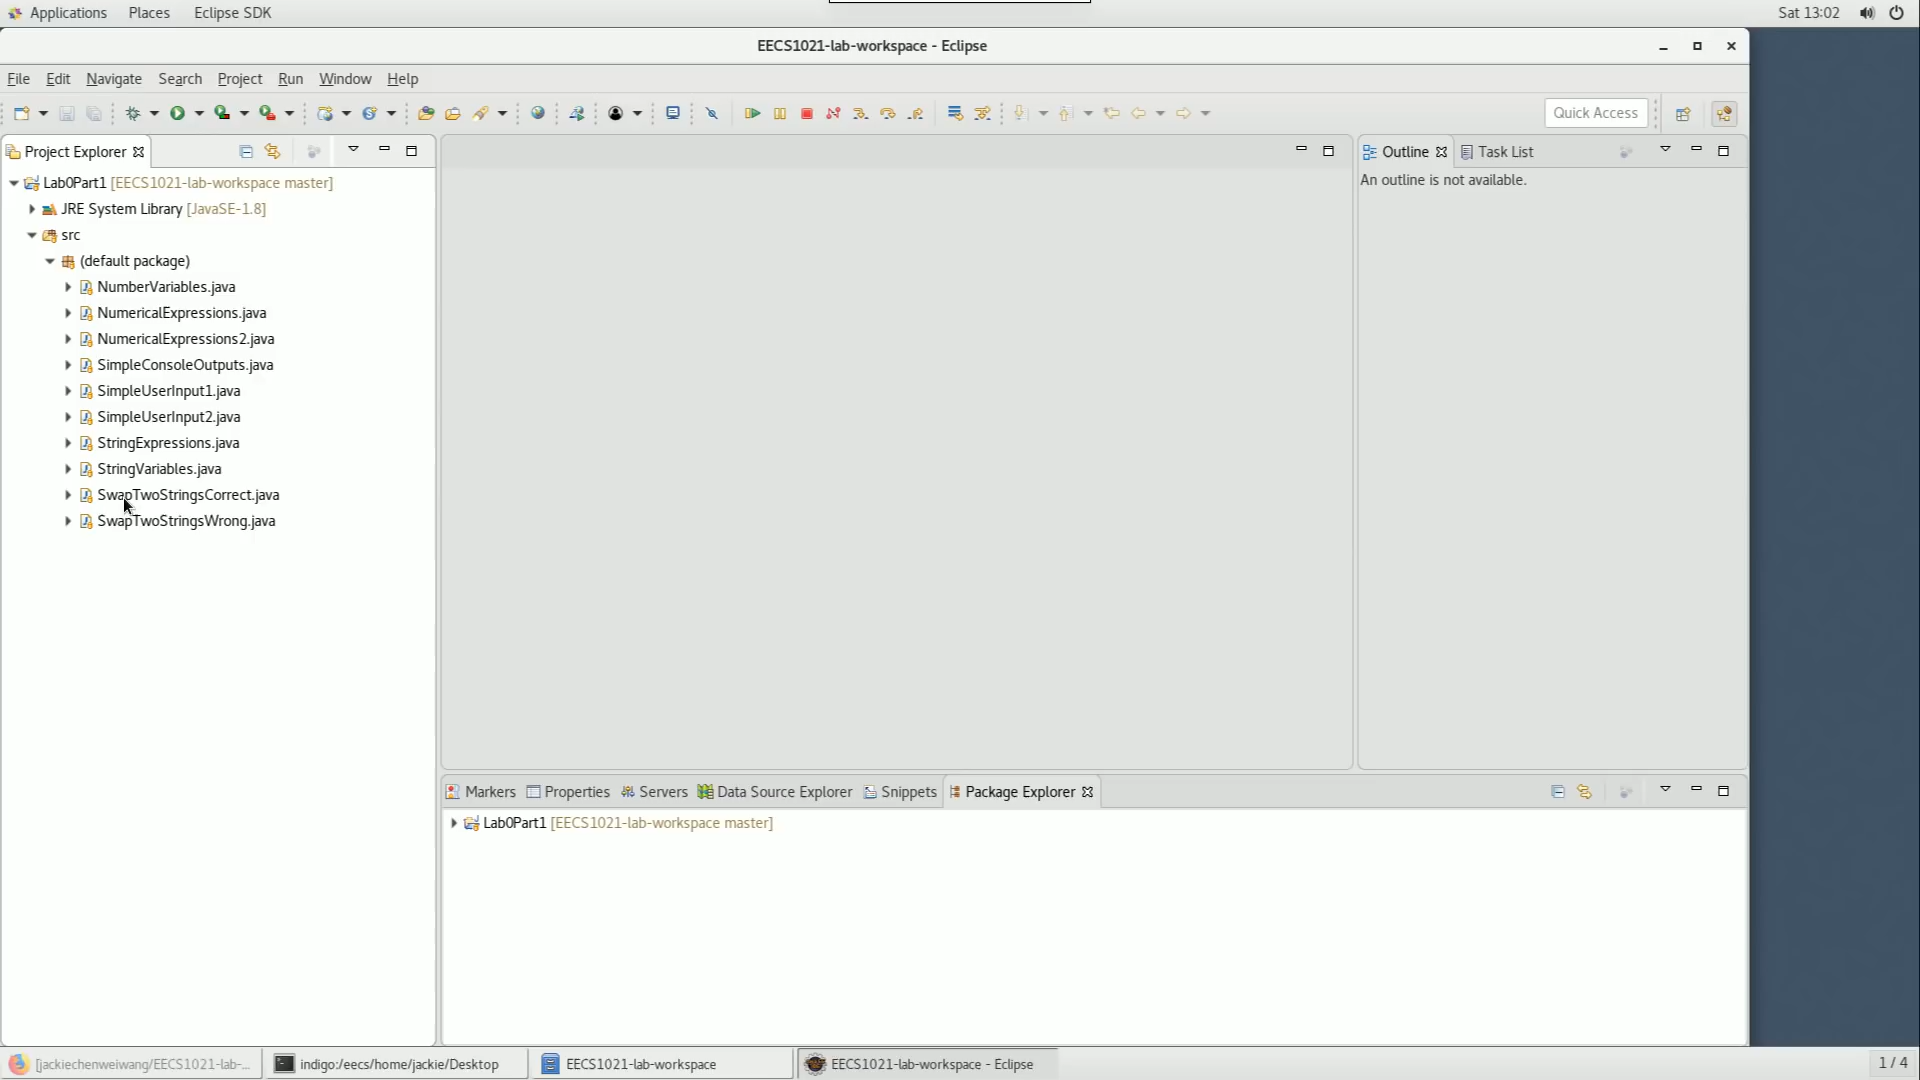 Applications Places Eclipse SDK Sat 13:02
EECS1021-lab-workspace - Eclipse
File Edit Navigate Search Project Run Window Help
Quick Access
Project Explorer
Outline Task List
Lab0Part1 [EECS1021-lab-workspace master]
An outline is not available.
JRE System Library [JavaSE-1.8]
src
(default package)
NumberVariables.java
NumericalExpressions.java
NumericalExpressions2.java
SimpleConsoleOutputs.java
SimpleUserInput1.java
SimpleUserInput2.java
StringExpressions.java
StringVariables.java
SwapTwoStringsCorrect.java
SwapTwoStringsWrong.java
Markers Properties Servers Data Source Explorer Snippets Package Explorer
Lab0Part1 [EECS1021-lab-workspace master]
[jackiechenweiwang/EECS1021-lab-... indigo:/eecs/home/jackie/Desktop EECS1021-lab-workspace EECS1021-lab-workspace - Eclipse 1 / 4